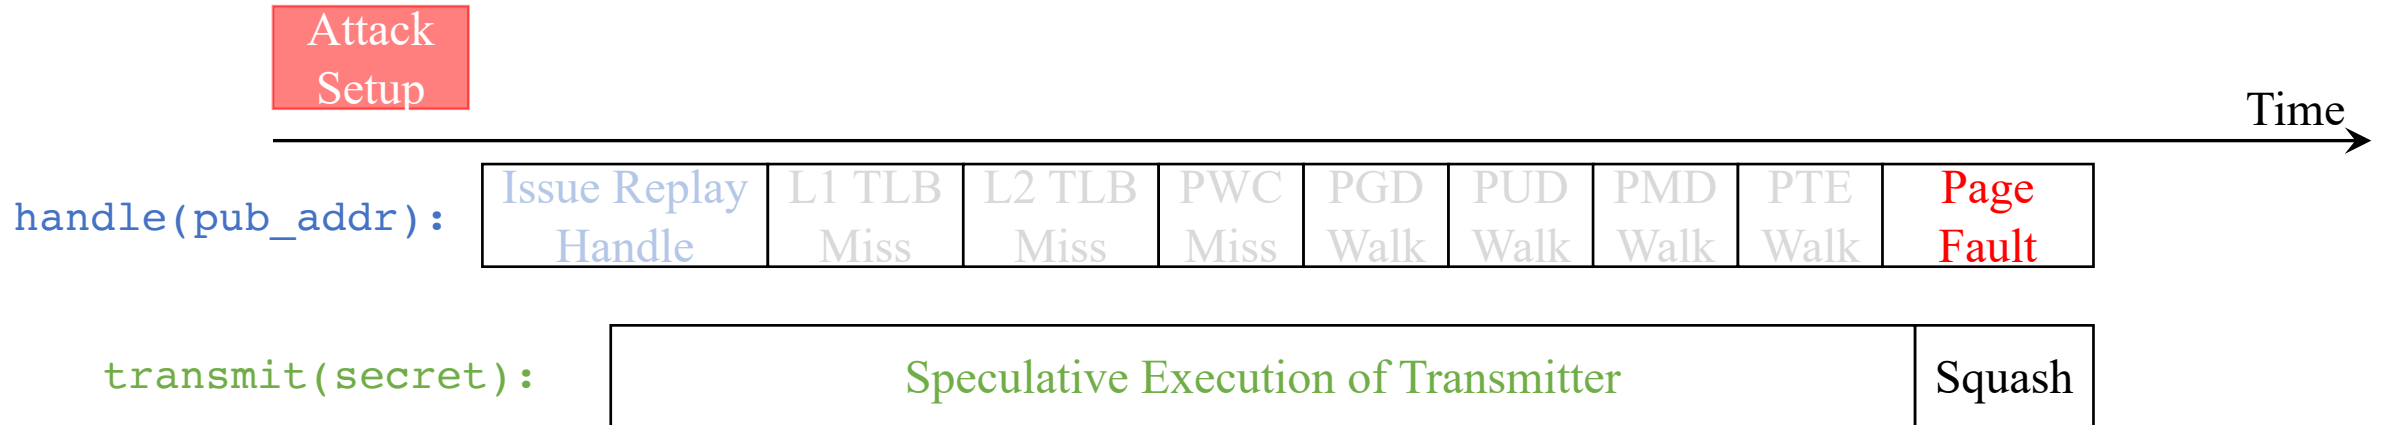 Attack
Setup
Time
handle(pub_addr):
Issue Replay
Handle
L1 TLB
Miss
L2 TLB
Miss
PWC
Miss
PGD
Walk
PUD
Walk
PMD
Walk
PTE
Walk
Page
Fault
transmit(secret):
Speculative Execution of Transmitter
Squash